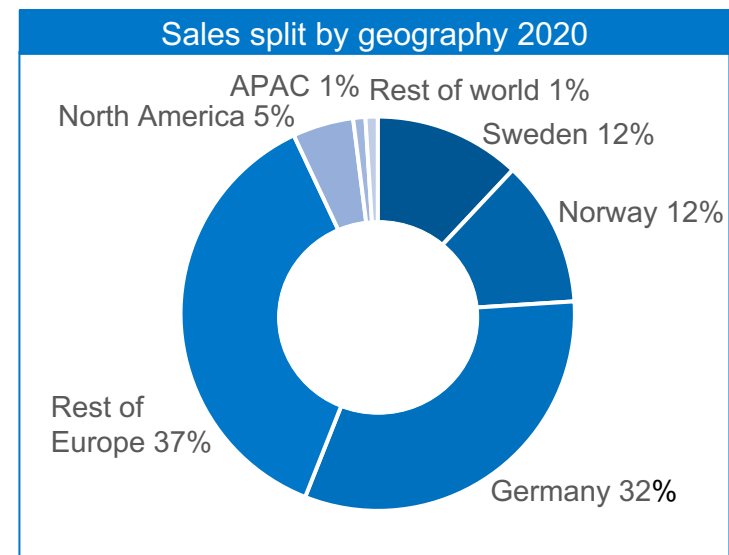 Sales split by geography 2020
APAC 1%
Rest of world 1%
North America 5%
Sweden 12%
Norway 12%
Rest of
Europe 37%
Germany 32%